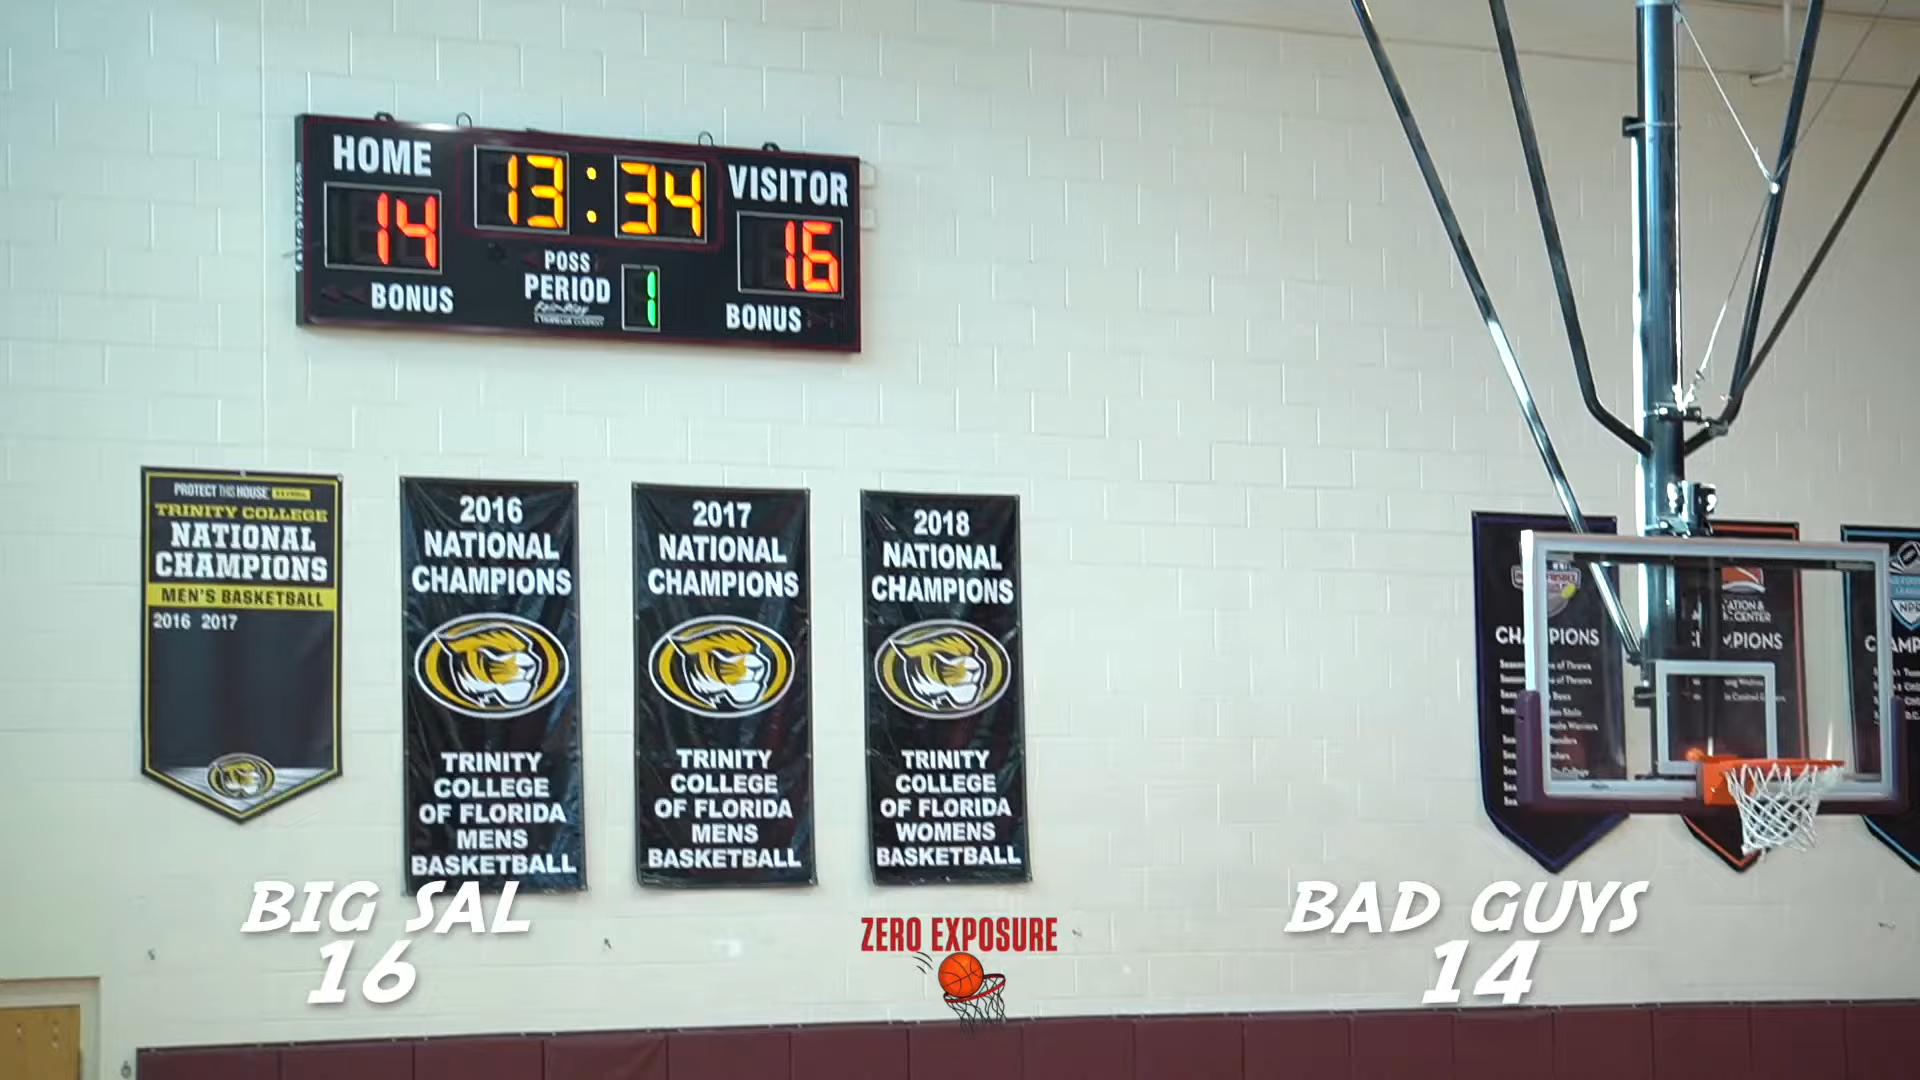 HOME
13:34
VISITOR
14
16
POSS
PERIOD
1
BONUS
BONUS
PROTECT THIS HOUSE
TRINITY COLLEGE
NATIONAL
CHAMPIONS
MEN'S BASKETBALL
2016 2017
2016
NATIONAL
CHAMPIONS
TRINITY
COLLEGE
OF FLORIDA
MENS
BASKETBALL
2017
NATIONAL
CHAMPIONS
TRINITY
COLLEGE
OF FLORIDA
MENS
BASKETBALL
2018
NATIONAL
CHAMPIONS
TRINITY
COLLEGE
OF FLORIDA
WOMENS
BASKETBALL
BIG SAL
16
ZERO EXPOSURE
BAD GUYS
14